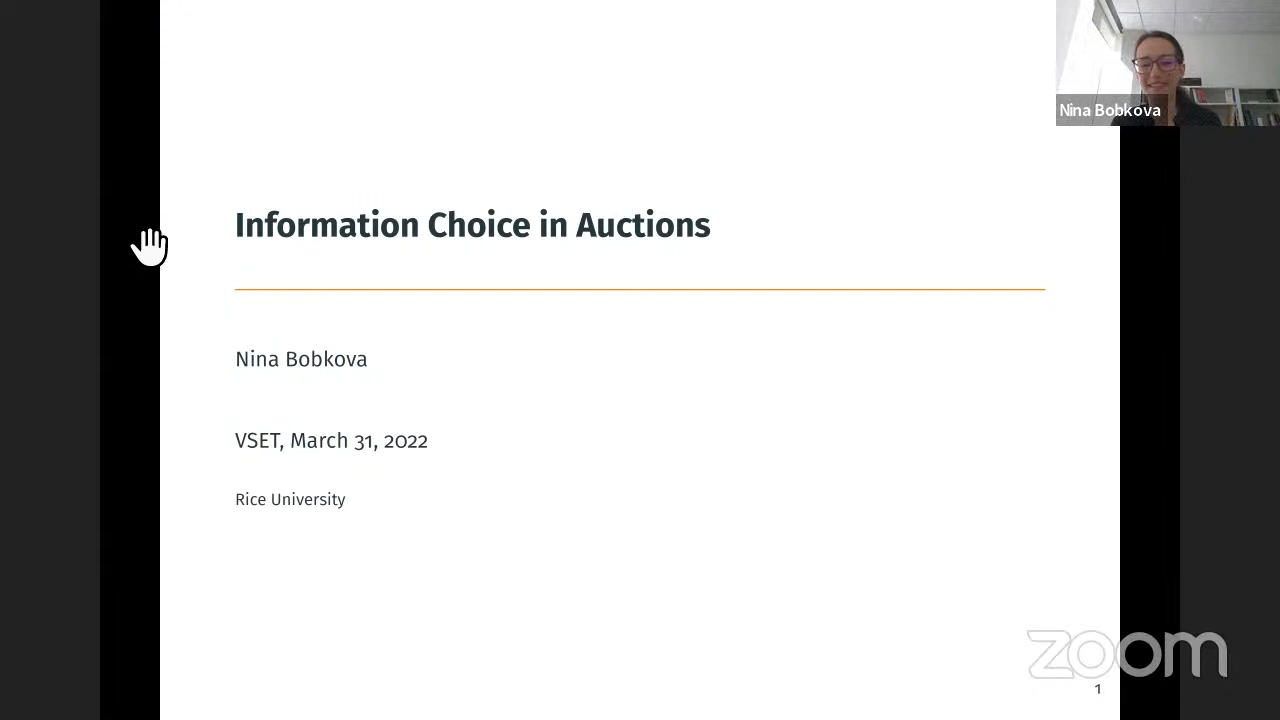 Nina Bobkova
Information Choice in Auctions
Nina Bobkova
VSET, March 31, 2022
Rice University
zoom
1